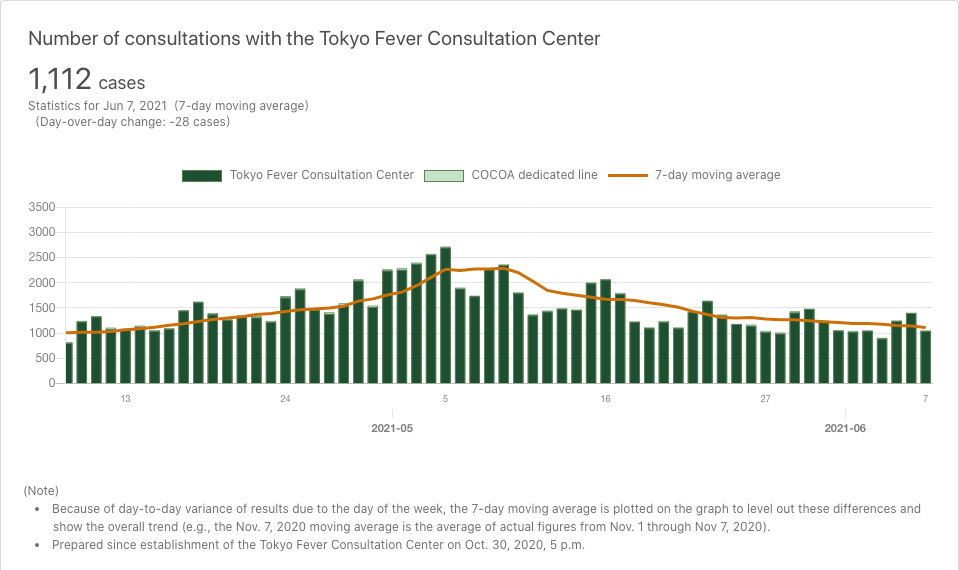 Number of consultations with the Tokyo Fever Consultation Center
1,112 cases
Statistics for Jun 7, 2021 (7-day moving average)
(Day-over-day change: -28 cases)
Tokyo Fever Consultation Center COCOA dedicated line 7-day moving average
3500
3000
2500
2000
1500
1000
500
0
13 24 5 16 27 7
2021-05 2021-06
(Note)
• Because of day-to-day variance of results due to the day of the week, the 7-day moving average is plotted on the graph to level out these differences and
show the overall trend (e.g., the Nov. 7, 2020 moving average is the average of actual figures from Nov. 1 through Nov 7, 2020).
• Prepared since establishment of the Tokyo Fever Consultation Center on Oct. 30, 2020, 5 p.m.